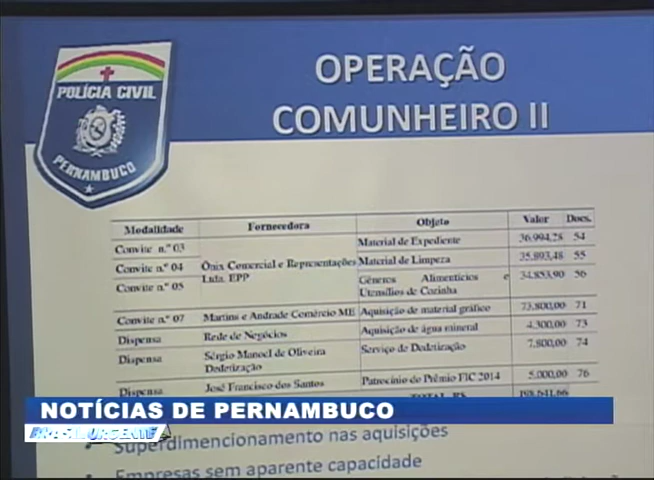 OPERAÇÃO
COMUNHEIRO II
POLÍCIA CIVIL
PERNAMBUCO
Modalidade Fornecedora Objeto Valor Docs.
Convite n.º 03 Material de Expediente 36.994,28 54
Convite n.º 04 Ônix Comercial e Representações Ltda. EPP Material de Limpeza 35.893,48 55
Convite n.º 05 Gêneros Alimentícios e Utensílios de Cozinha 34.853,90 56
Convite n.º 07 Martins e Andrade Comércio ME Aquisição de material gráfico 73.800,00 71
Dispensa Rede de Negócios Aquisição de água mineral 4.300,00 73
Dispensa Sérgio Manoel de Oliveira Dedetização Serviço de Dedetização 7.800,00 74
Dispensa José Francisco dos Santos Patrocínio do Prêmio FIC 2014 5.000,00 76
NOTÍCIAS DE PERNAMBUCO
BRASIL URGENTE
Superdimencionamento nas aquisições
Empresas sem aparente capacidade